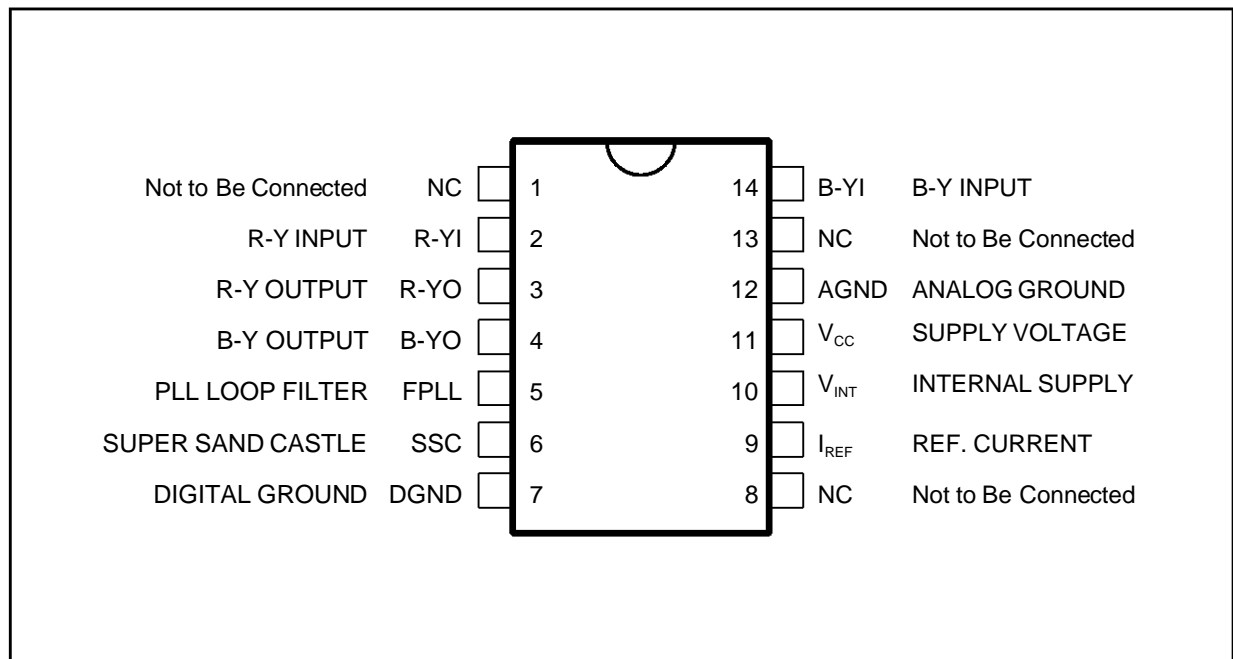 Not to Be Connected NC 1 14 B-YI B-Y INPUT
R-Y INPUT R-YI 2 13 NC Not to Be Connected
R-Y OUTPUT R-YO 3 12 AGND ANALOG GROUND
B-Y OUTPUT B-YO 4 11 VCC SUPPLY VOLTAGE
PLL LOOP FILTER FPLL 5 10 VINT INTERNAL SUPPLY
SUPER SAND CASTLE SSC 6 9 IREF REF. CURRENT
DIGITAL GROUND DGND 7 8 NC Not to Be Connected